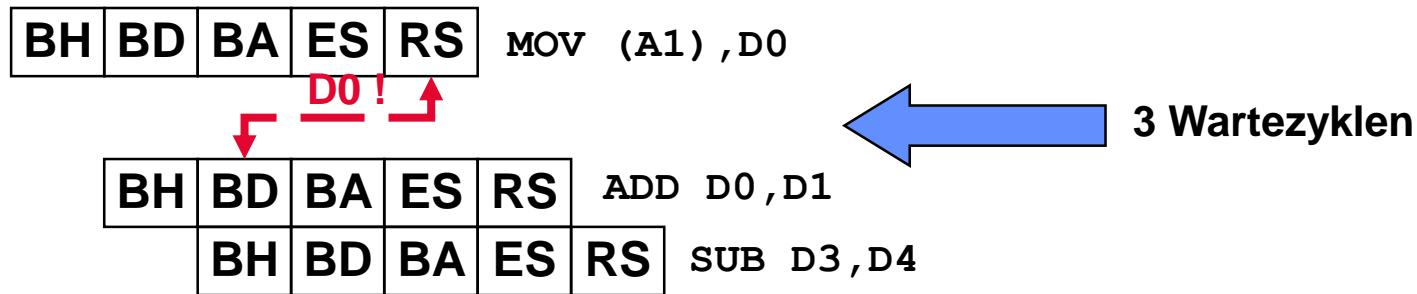 BH BD BA ES RS MOV (A1),D0
D0 !
3 Wartezyklen
BH BD BA ES RS ADD D0,D1
BH BD BA ES RS SUB D3,D4